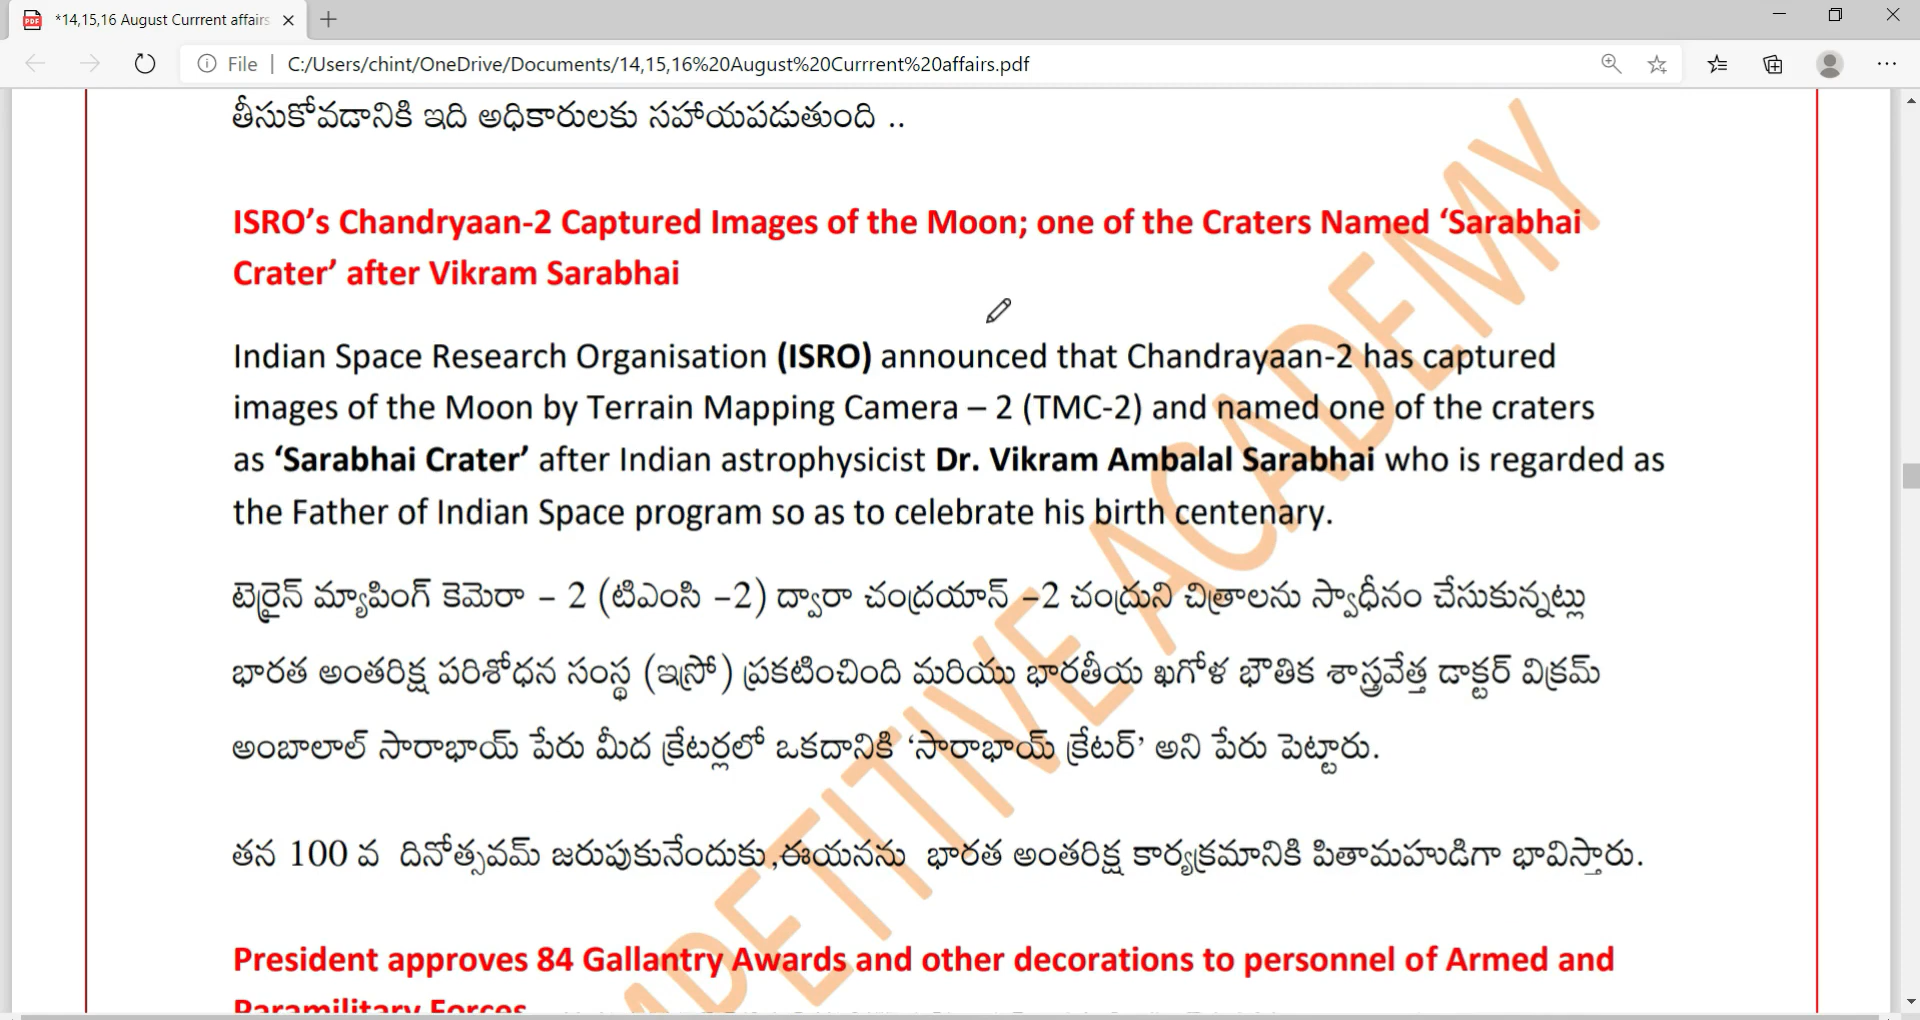 *14,15,16 August Currrent affairs
File | C:/Users/chint/OneDrive/Documents/14,15,16%20August%20Currrent%20affairs.pdf
తీసుకోవడానికి ఇది అధికారులకు సహాయపడుతుంది ..
ISRO’s Chandryaan-2 Captured Images of the Moon; one of the Craters Named ‘Sarabhai
Crater’ after Vikram Sarabhai
Indian Space Research Organisation (ISRO) announced that Chandrayaan-2 has captured
images of the Moon by Terrain Mapping Camera – 2 (TMC-2) and named one of the craters
as ‘Sarabhai Crater’ after Indian astrophysicist Dr. Vikram Ambalal Sarabhai who is regarded as
the Father of Indian Space program so as to celebrate his birth centenary.
టెర్రైన్ మ్యాపింగ్ కెమెరా – 2 (టిఎంసి -2) ద్వారా చంద్రయాన్ -2 చంద్రుని చిత్రాలను స్వాధీనం చేసుకున్నట్లు
భారత అంతరిక్ష పరిశోధన సంస్థ (ఇస్రో) ప్రకటించింది మరియు భారతీయ ఖగోళ భౌతిక శాస్త్రవేత్త డాక్టర్ విక్రమ్
అంబాలాల్ సారాభాయ్ పేరు మీద క్రేటర్లలో ఒకదానికి ‘సారాభాయ్ క్రేటర్’ అని పేరు పెట్టారు.
తన 100 వ దినోత్సవమ్ జరుపుకునేందుకు,ఈయనను భారత అంతరిక్ష కార్యక్రమానికి పితామహుడిగా భావిస్తారు.
President approves 84 Gallantry Awards and other decorations to personnel of Armed and
Paramilitary Forces
PETITIVE ACADEMY